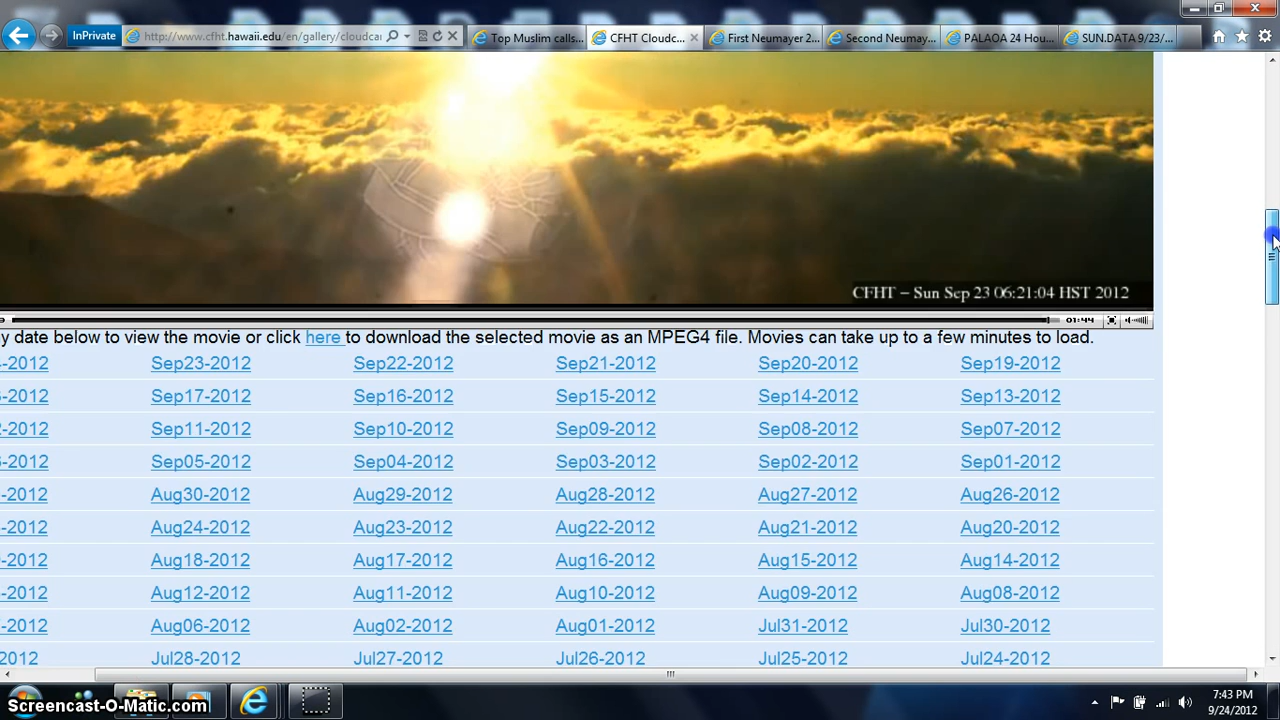 InPrivate
http://www.cfht.hawaii.edu/en/gallery/cloudcar
Top Muslim calls...
CFHT Cloudc...
First Neumayer 2...
Second Neumay...
PALAOA 24 Hou...
SUN.DATA 9/23/...
CFHT – Sun Sep 23 06:21:04 HST 2012
01:44
y date below to view the movie or click here to download the selected movie as an MPEG4 file. Movies can take up to a few minutes to load.
-2012 Sep23-2012 Sep22-2012 Sep21-2012 Sep20-2012 Sep19-2012
-2012 Sep17-2012 Sep16-2012 Sep15-2012 Sep14-2012 Sep13-2012
-2012 Sep11-2012 Sep10-2012 Sep09-2012 Sep08-2012 Sep07-2012
-2012 Sep05-2012 Sep04-2012 Sep03-2012 Sep02-2012 Sep01-2012
-2012 Aug30-2012 Aug29-2012 Aug28-2012 Aug27-2012 Aug26-2012
-2012 Aug24-2012 Aug23-2012 Aug22-2012 Aug21-2012 Aug20-2012
-2012 Aug18-2012 Aug17-2012 Aug16-2012 Aug15-2012 Aug14-2012
-2012 Aug12-2012 Aug11-2012 Aug10-2012 Aug09-2012 Aug08-2012
-2012 Aug06-2012 Aug02-2012 Aug01-2012 Jul31-2012 Jul30-2012
2012 Jul28-2012 Jul27-2012 Jul26-2012 Jul25-2012 Jul24-2012
Screencast-O-Matic.com
7:43 PM
9/24/2012